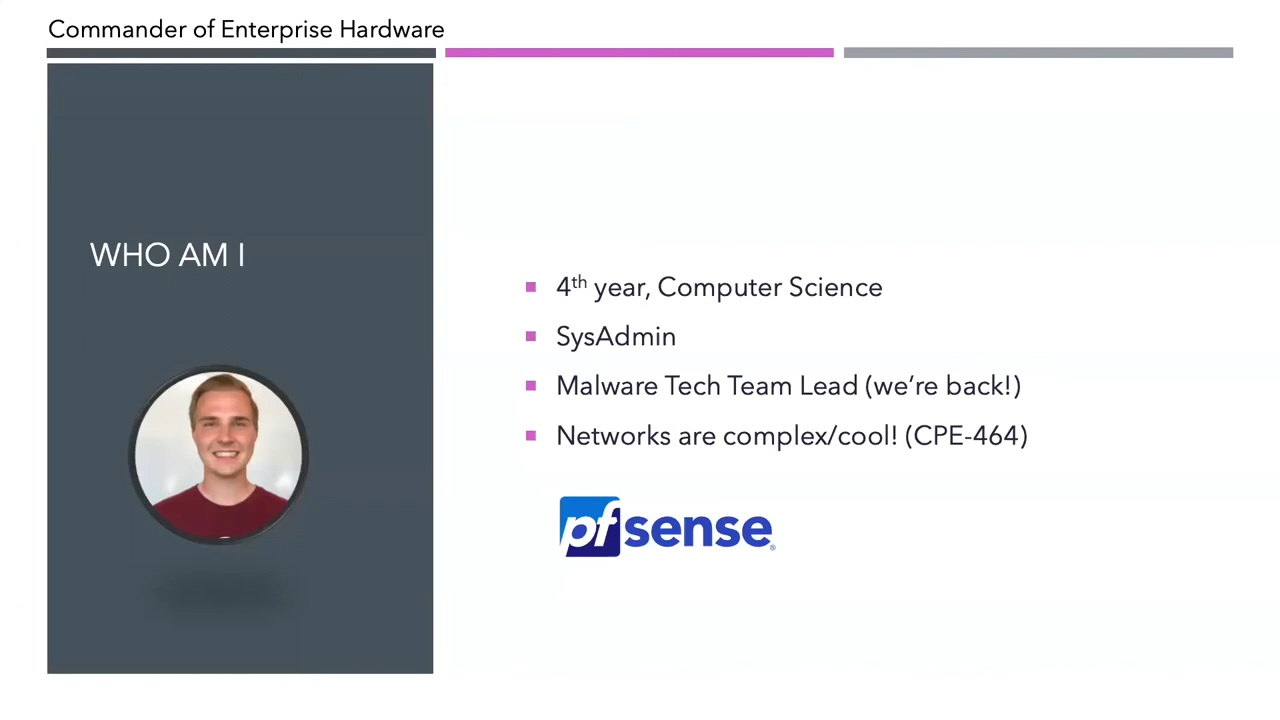 Commander of Enterprise Hardware
WHO AM I
4th year, Computer Science
SysAdmin
Malware Tech Team Lead (we’re back!)
Networks are complex/cool! (CPE-464)
pfsense®